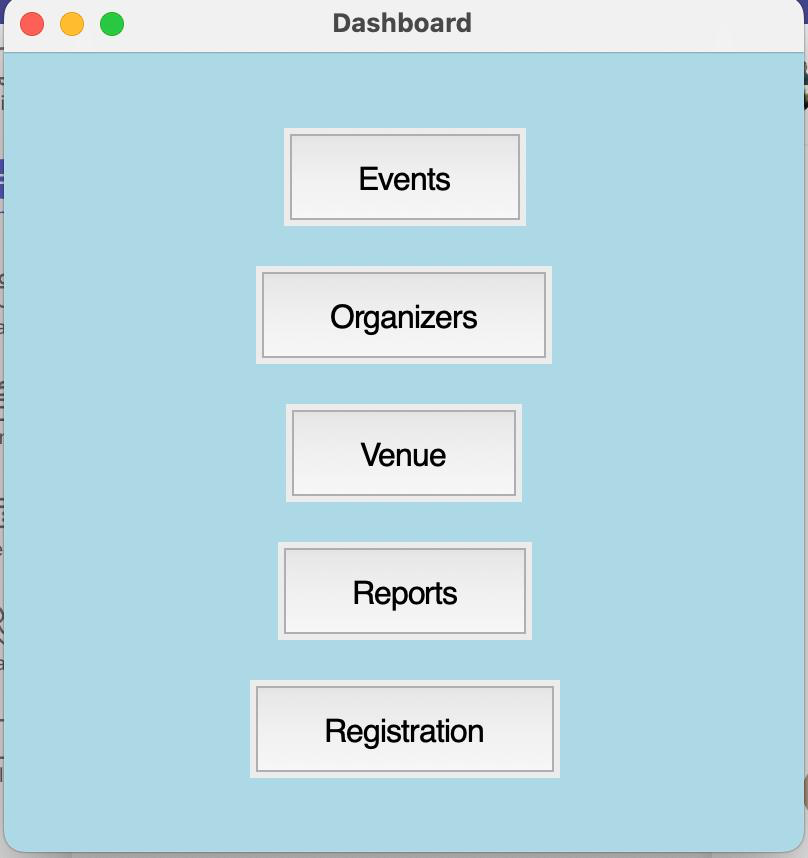 Dashboard
Events
Organizers
Venue
Reports
Registration